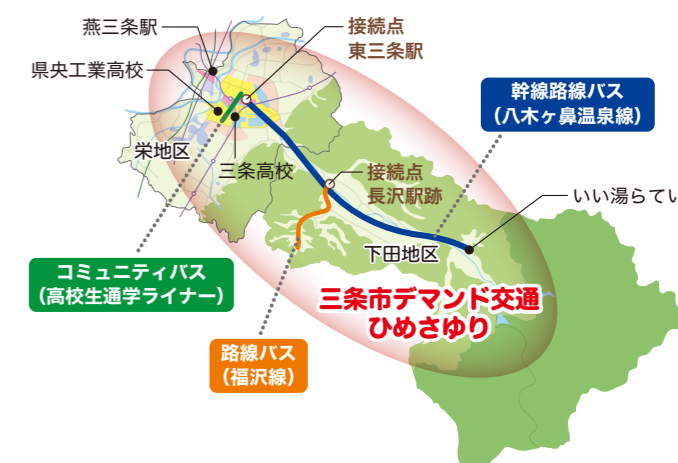 燕三条駅
接続点
東三条駅
県央工業高校
幹線路線バス
（八木ヶ鼻温泉線）
栄地区
三条高校
接続点
長沢駅跡
いい湯らてい
下田地区
コミュニティバス
（高校生通学ライナー）
三条市デマンド交通
ひめさゆり
路線バス
（福沢線）